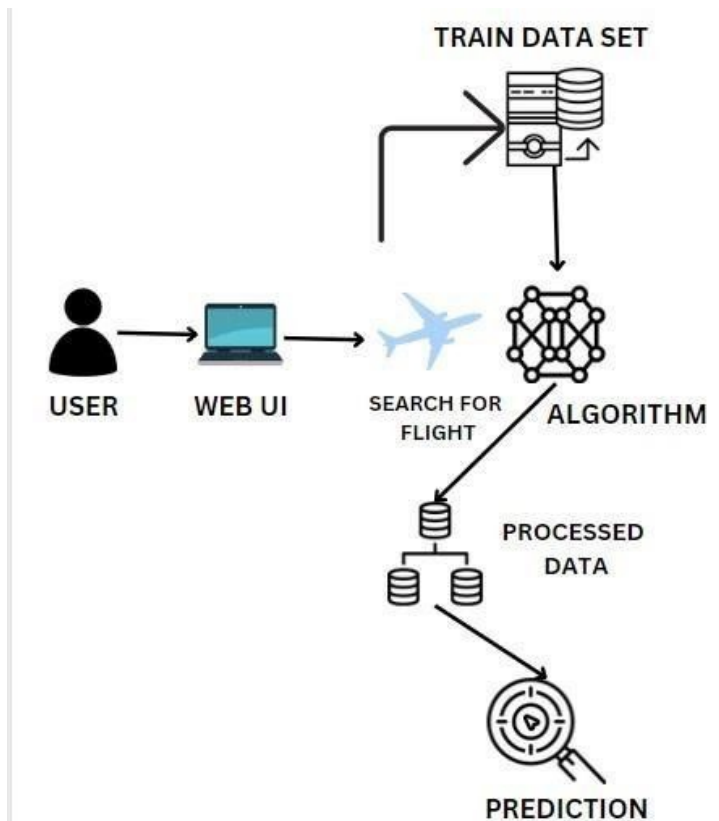 TRAIN DATA SET
USER
WEB UI
SEARCH FOR
FLIGHT
ALGORITHM
PROCESSED
DATA
PREDICTION